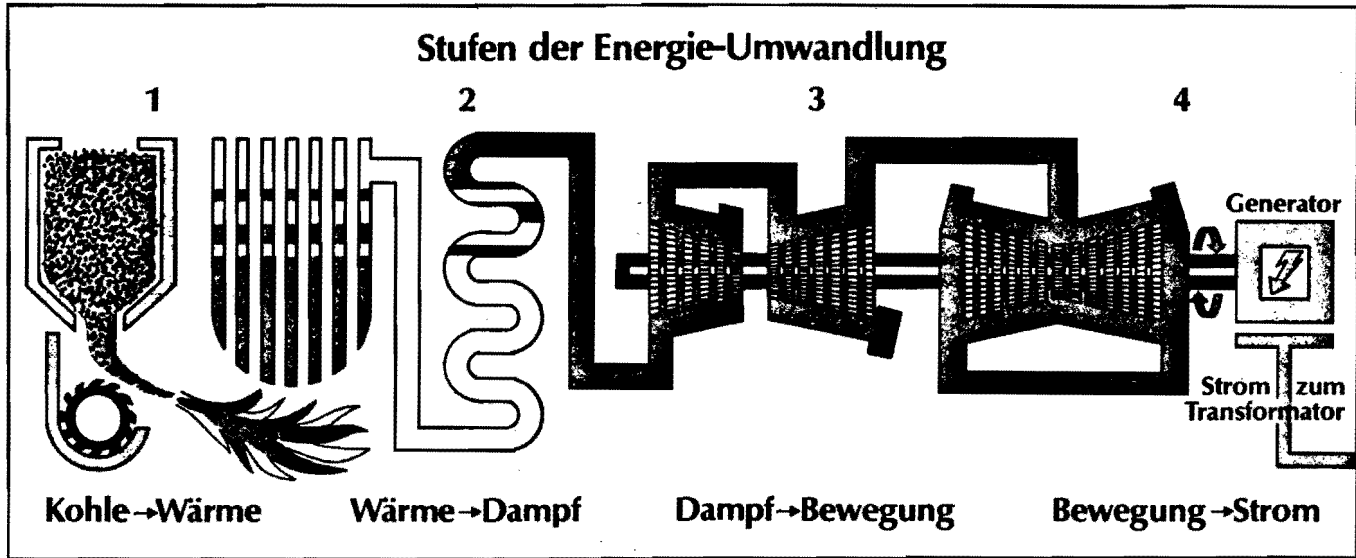 Stufen der Energie-Umwandlung
1
2
3
4
Generator
Strom zum
Transformator
Kohle→Wärme
Wärme→Dampf
Dampf→Bewegung
Bewegung→Strom